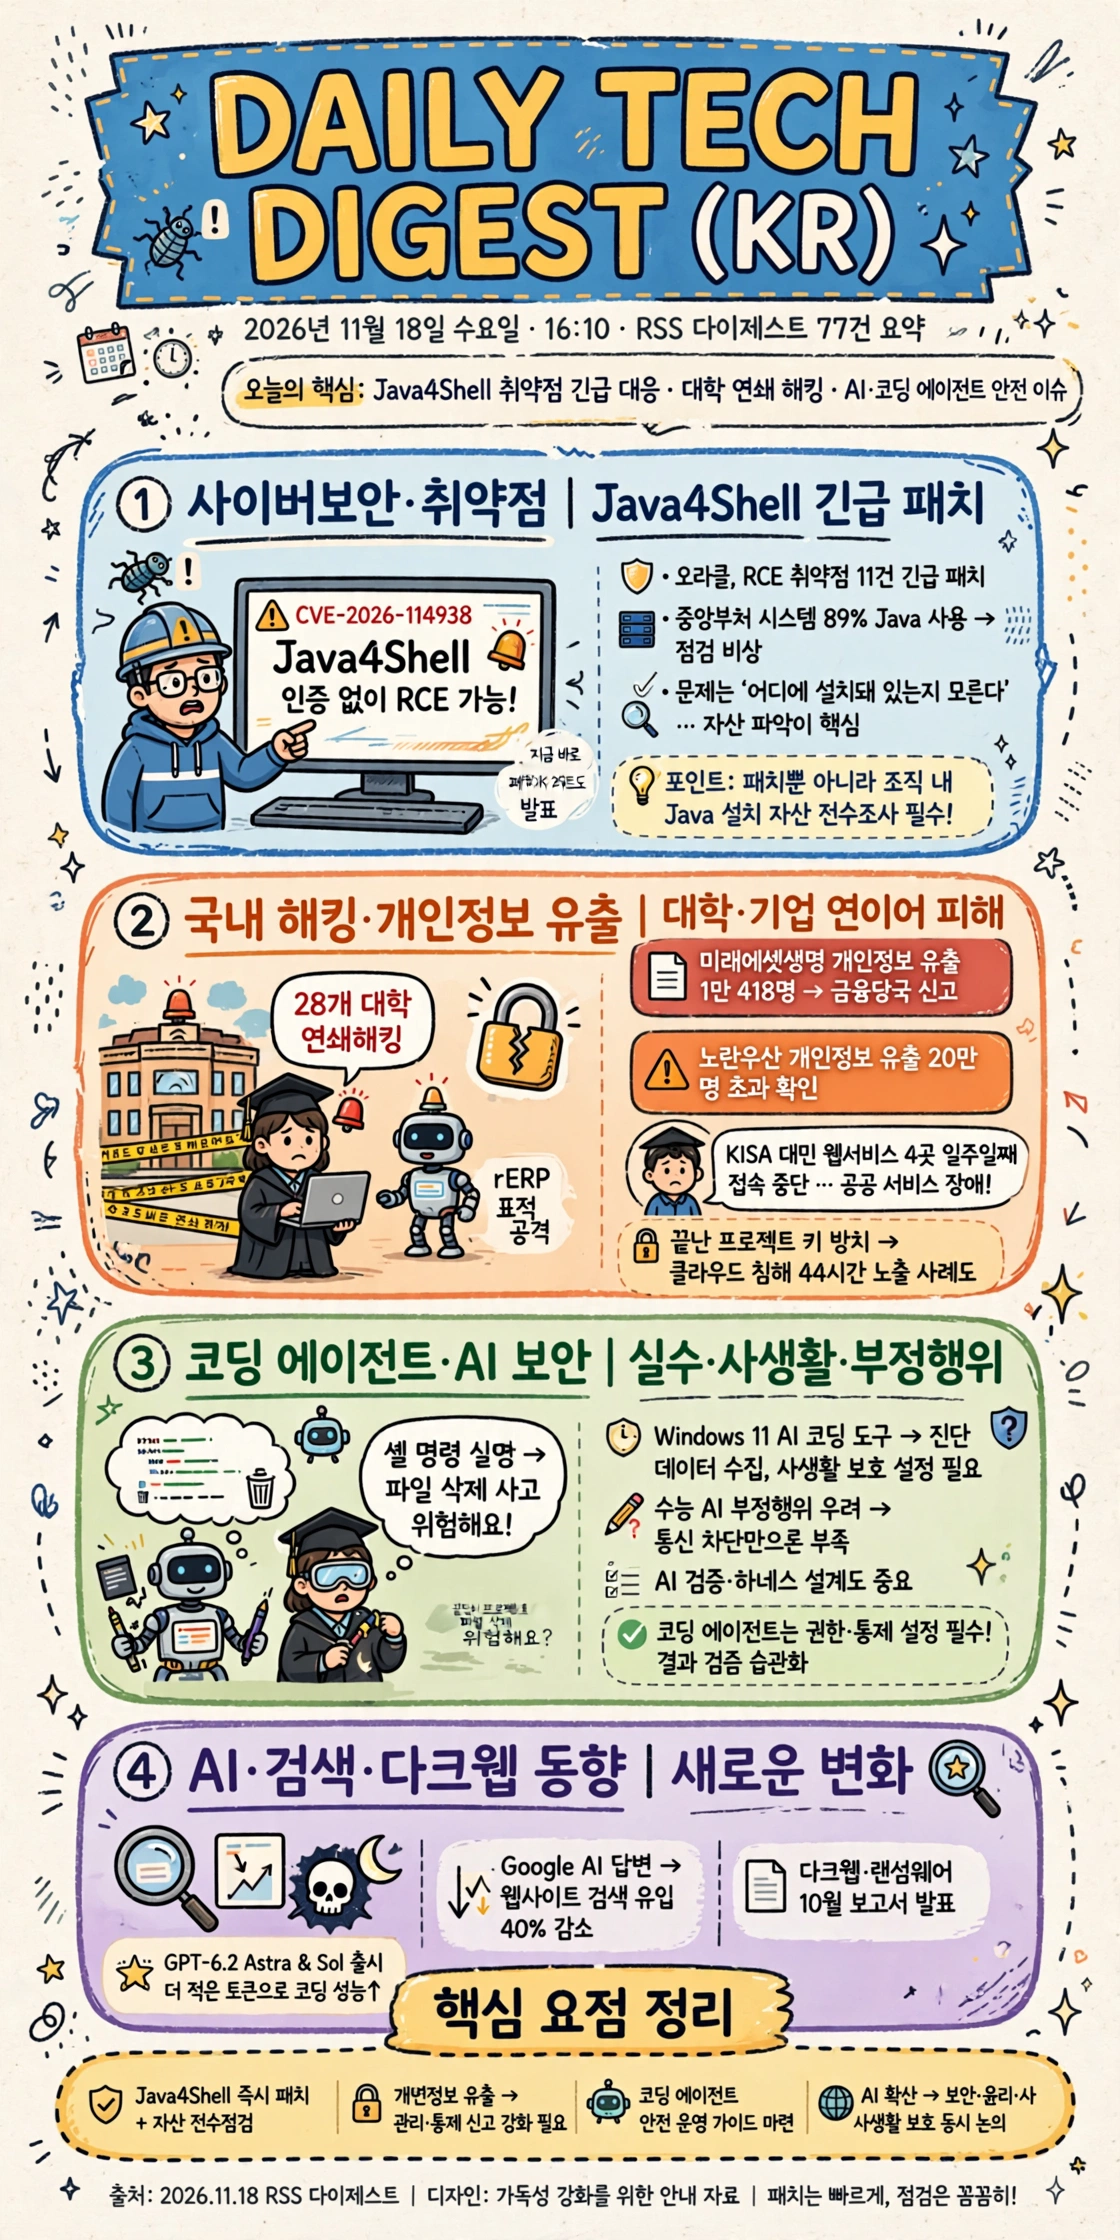 DAILY TECH
DIGEST (KR)
2026년 11월 18일 수요일 · 16:10 · RSS 다이제스트 77건 요약
오늘의 핵심: Java4Shell 취약점 긴급 대응 · 대학 연쇄 해킹 · AI·코딩 에이전트 안전 이슈
① 사이버보안·취약점 | Java4Shell 긴급 패치
!
CVE-2026-114938
Java4Shell
인증 없이 RCE 가능!
지금 바로
발표
• 오라클, RCE 취약점 11건 긴급 패치
• 중앙부처 시스템 89% Java 사용 →
점검 비상
• 문제는 ‘어디에 설치돼 있는지 모른다’
… 자산 파악이 핵심
포인트: 패치뿐 아니라 조직 내
Java 설치 자산 전수조사 필수!
② 국내 해킹·개인정보 유출 | 대학·기업 연이어 피해
28개 대학
연쇄해킹
rERP
표적
공격
미래에셋생명 개인정보 유출
1만 418명 → 금융당국 신고
노란우산 개인정보 유출 20만
명 초과 확인
KISA 대민 웹서비스 4곳 일주일째
접속 중단 … 공공 서비스 장애!
끝난 프로젝트 키 방치 →
클라우드 침해 44시간 노출 사례도
③ 코딩 에이전트·AI 보안 | 실수·사생활·부정행위
셸 명령 실명 →
파일 삭제 사고
위험해요!
위험해요?
Windows 11 AI 코딩 도구 → 진단
데이터 수집, 사생활 보호 설정 필요
수능 AI 부정행위 우려 →
통신 차단만으론 부족
AI 검증·하네스 설계도 중요
코딩 에이전트는 권한·통제 설정 필수!
결과 검증 습관화
④ AI·검색·다크웹 동향 | 새로운 변화
GPT-6.2 Astra & Sol 출시
더 적은 토큰으로 코딩 성능↑
Google AI 답변 →
웹사이트 검색 유입
40% 감소
다크웹·랜섬웨어
10월 보고서 발표
핵심 요점 정리
Java4Shell 즉시 패치
+ 자산 전수점검
개변정보 유출 →
관리·통제 신고 강화 필요
코딩 에이전트
안전 운영 가이드 마련
AI 확산 → 보안·윤리·사
사생활 보호 동시 논의
출처: 2026.11.18 RSS 다이제스트 | 디자인: 가독성 강화를 위한 안내 자료 | 패치는 빠르게, 점검은 꼼꼼히!